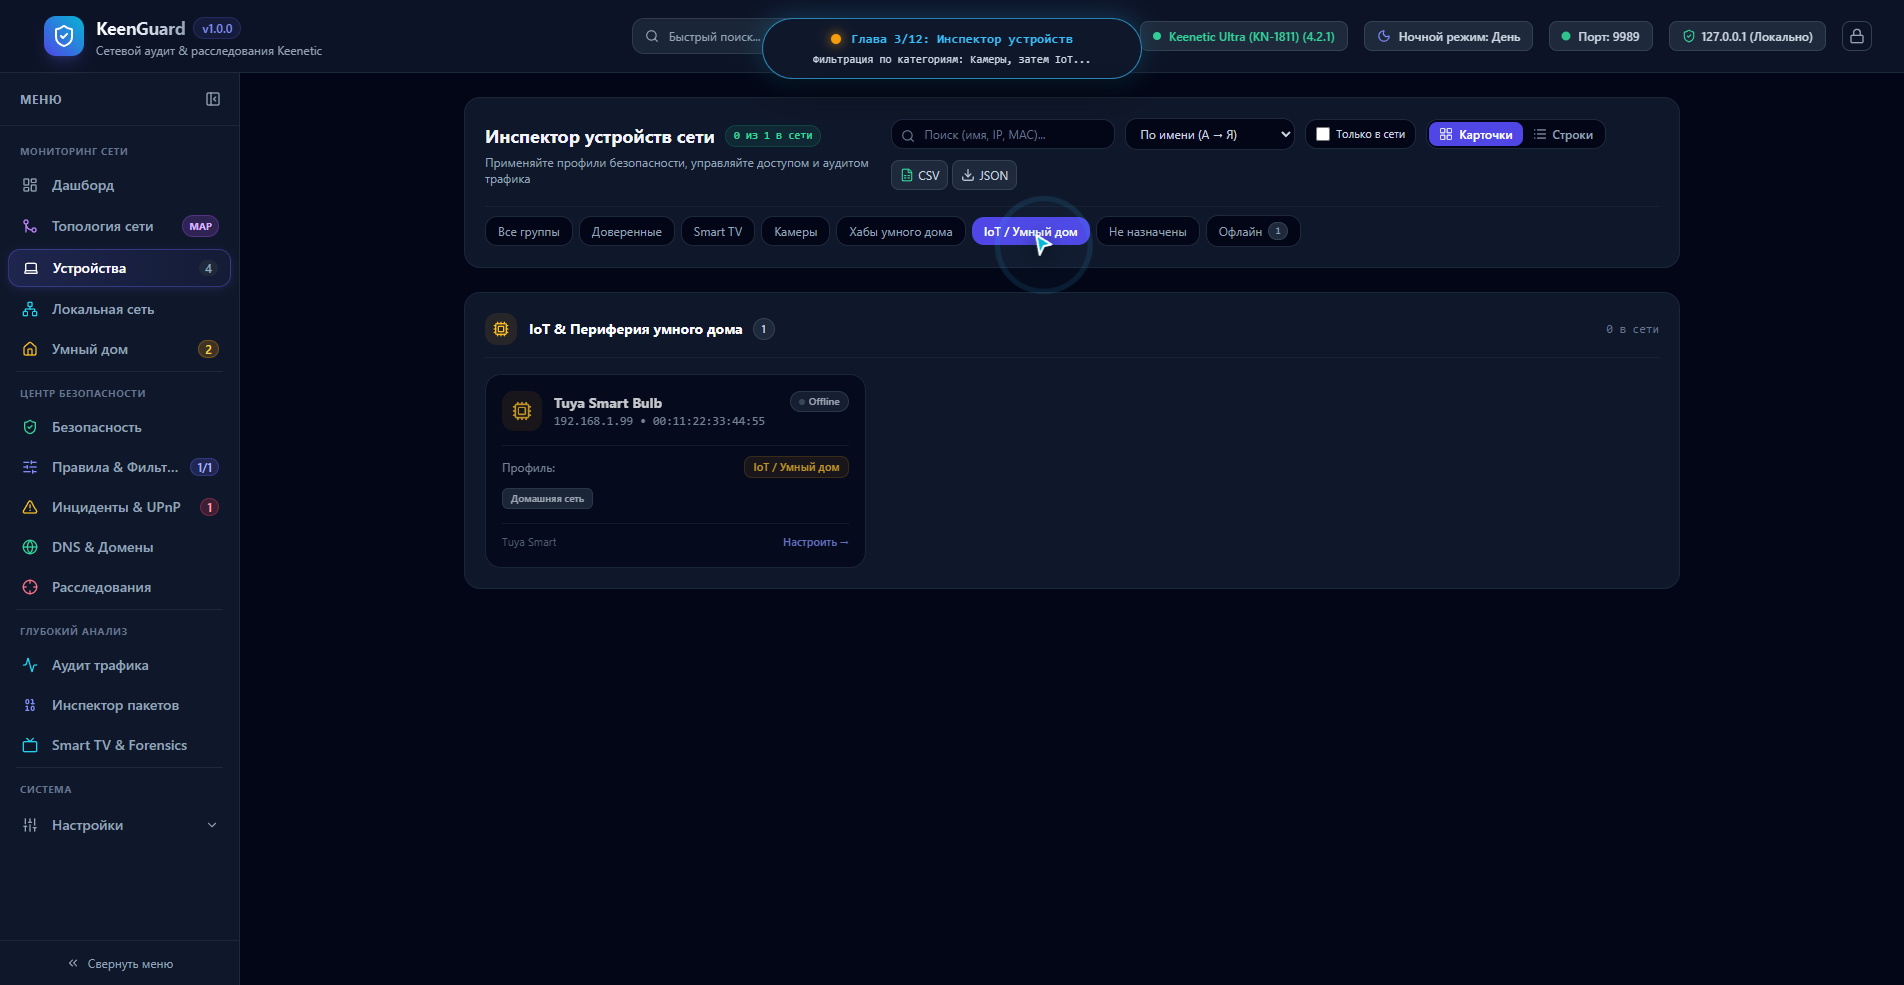 KeenGuard v1.0.0
Сетевой аудит & расследования Keenetic
Быстрый поиск...
Глава 3/12: Инспектор устройств
Фильтрация по категориям: Камеры, затем IoT...
Keenetic Ultra (KN-1811) (4.2.1)
Ночной режим: День
Порт: 9989
127.0.0.1 (Локально)
МЕНЮ
МОНИТОРИНГ СЕТИ
Дашборд
Топология сети MAP
Устройства 4
Локальная сеть
Умный дом 2
ЦЕНТР БЕЗОПАСНОСТИ
Безопасность
Правила & Фильт... 1/1
Инциденты & UPnP 1
DNS & Домены
Расследования
ГЛУБОКИЙ АНАЛИЗ
Аудит трафика
Инспектор пакетов
Smart TV & Forensics
СИСТЕМА
Настройки
« Свернуть меню
Инспектор устройств сети 0 из 1 в сети
Применяйте профили безопасности, управляйте доступом и аудитом
трафика
Поиск (имя, IP, MAC)...
По имени (А → Я)
Только в сети
Карточки
Строки
CSV
JSON
Все группы
Доверенные
Smart TV
Камеры
Хабы умного дома
IoT / Умный дом
Не назначены
Офлайн 1
IoT & Периферия умного дома 1
0 в сети
Tuya Smart Bulb
Offline
192.168.1.99 • 00:11:22:33:44:55
Профиль:
IoT / Умный дом
Домашняя сеть
Tuya Smart
Настроить →